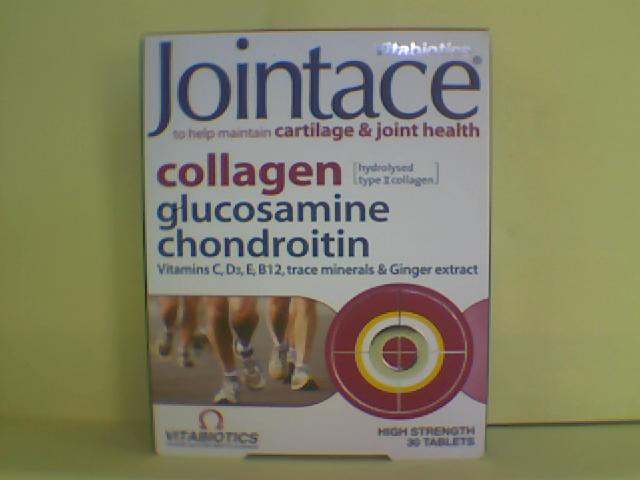 vitabiotics
Jointace®
to help maintain cartilage & joint health
collagen [hydrolysed type II collagen]
glucosamine
chondroitin
Vitamins C, D3, E, B12, trace minerals & Ginger extract
VITABIOTICS
HIGH STRENGTH
30 TABLETS